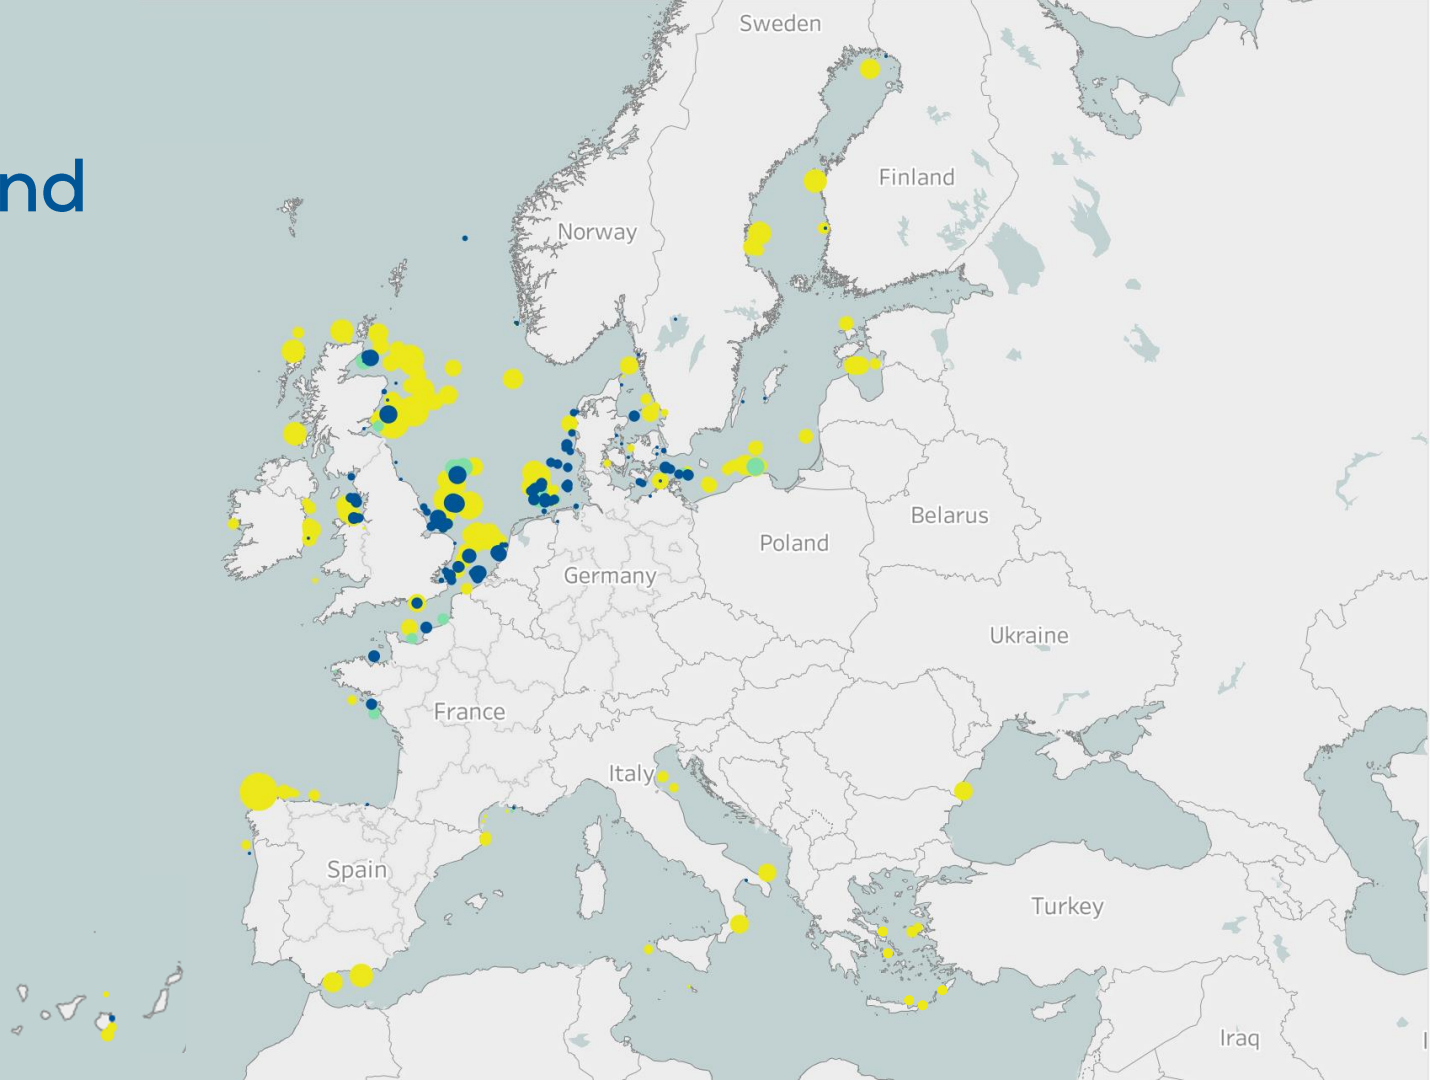 Sweden
nd
Finland
Norway
Belarus
Poland
Germany
Ukraine
France
Italy
Spain
Turkey
Iraq